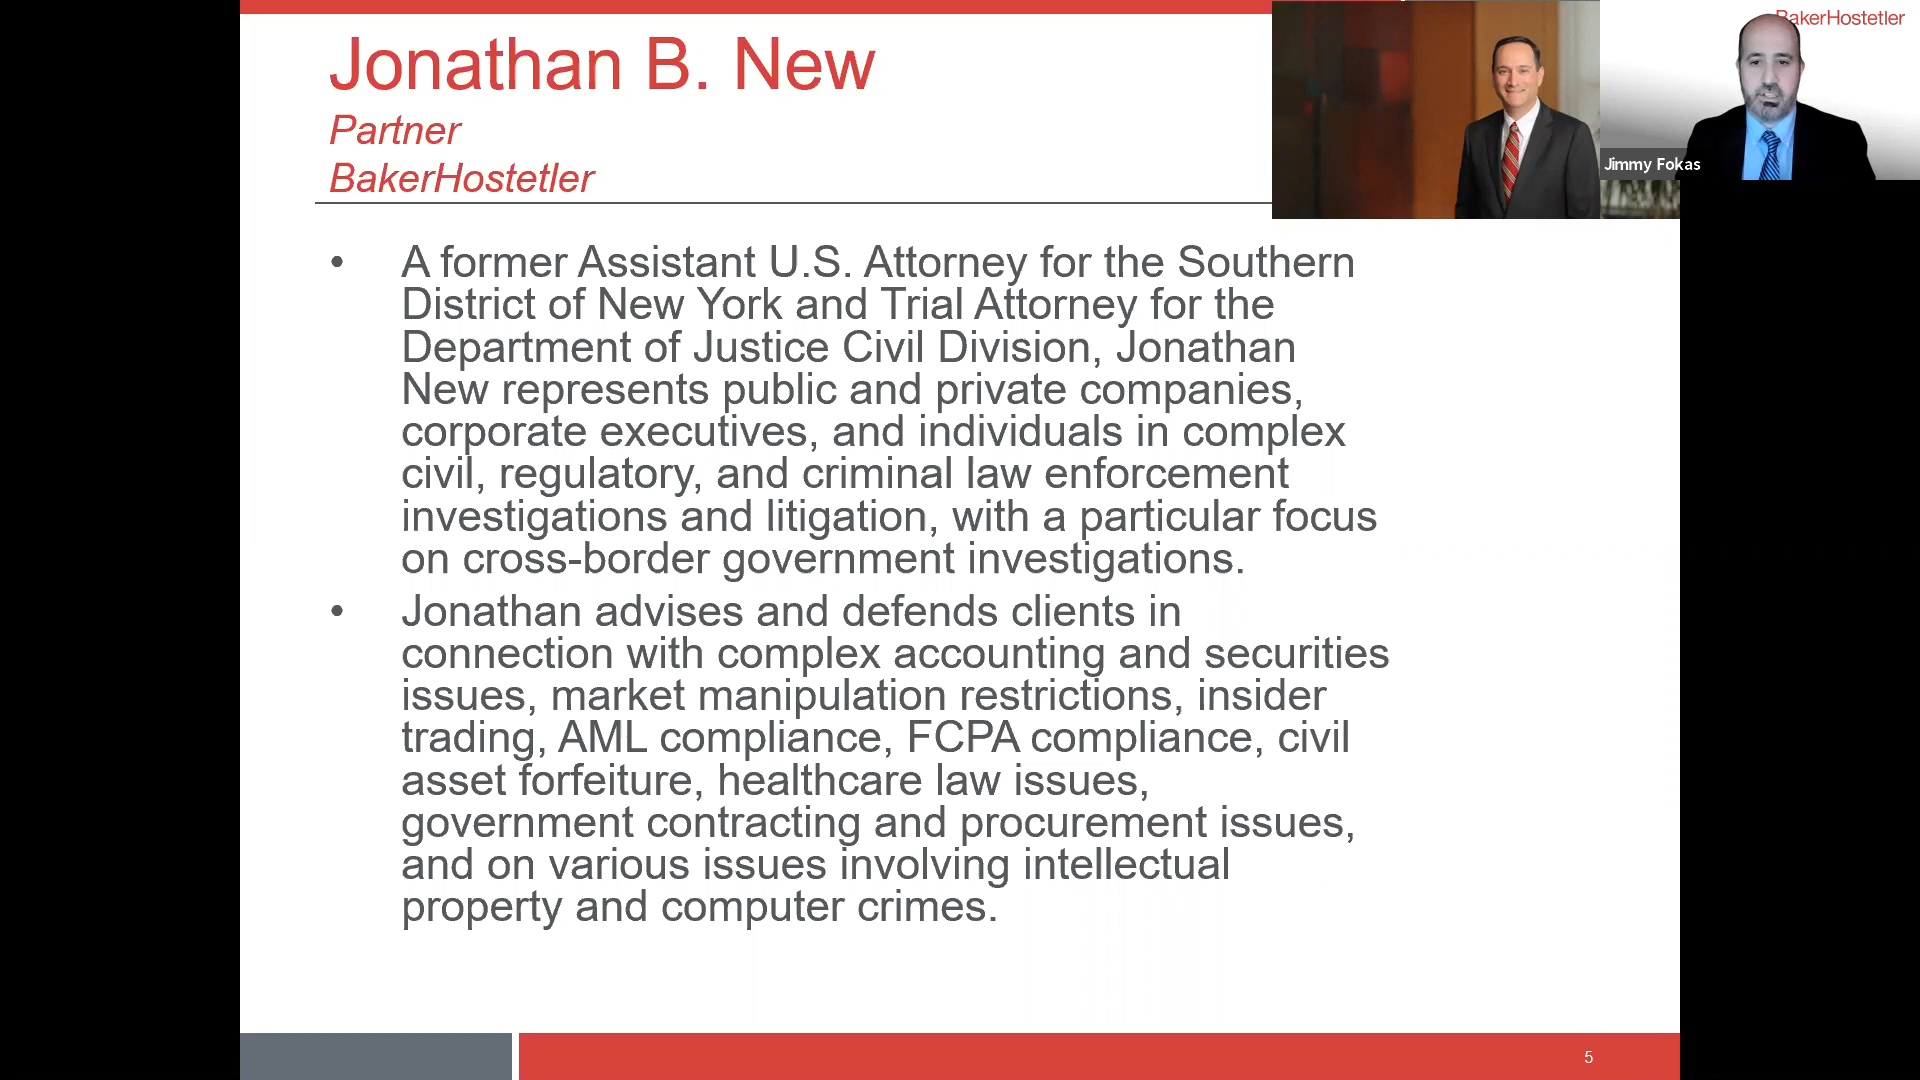 Jonathan B. New
Partner
BakerHostetler
BakerHostetler
Jimmy Fokas
• A former Assistant U.S. Attorney for the Southern
District of New York and Trial Attorney for the
Department of Justice Civil Division, Jonathan
New represents public and private companies,
corporate executives, and individuals in complex
civil, regulatory, and criminal law enforcement
investigations and litigation, with a particular focus
on cross-border government investigations.
• Jonathan advises and defends clients in
connection with complex accounting and securities
issues, market manipulation restrictions, insider
trading, AML compliance, FCPA compliance, civil
asset forfeiture, healthcare law issues,
government contracting and procurement issues,
and on various issues involving intellectual
property and computer crimes.
5